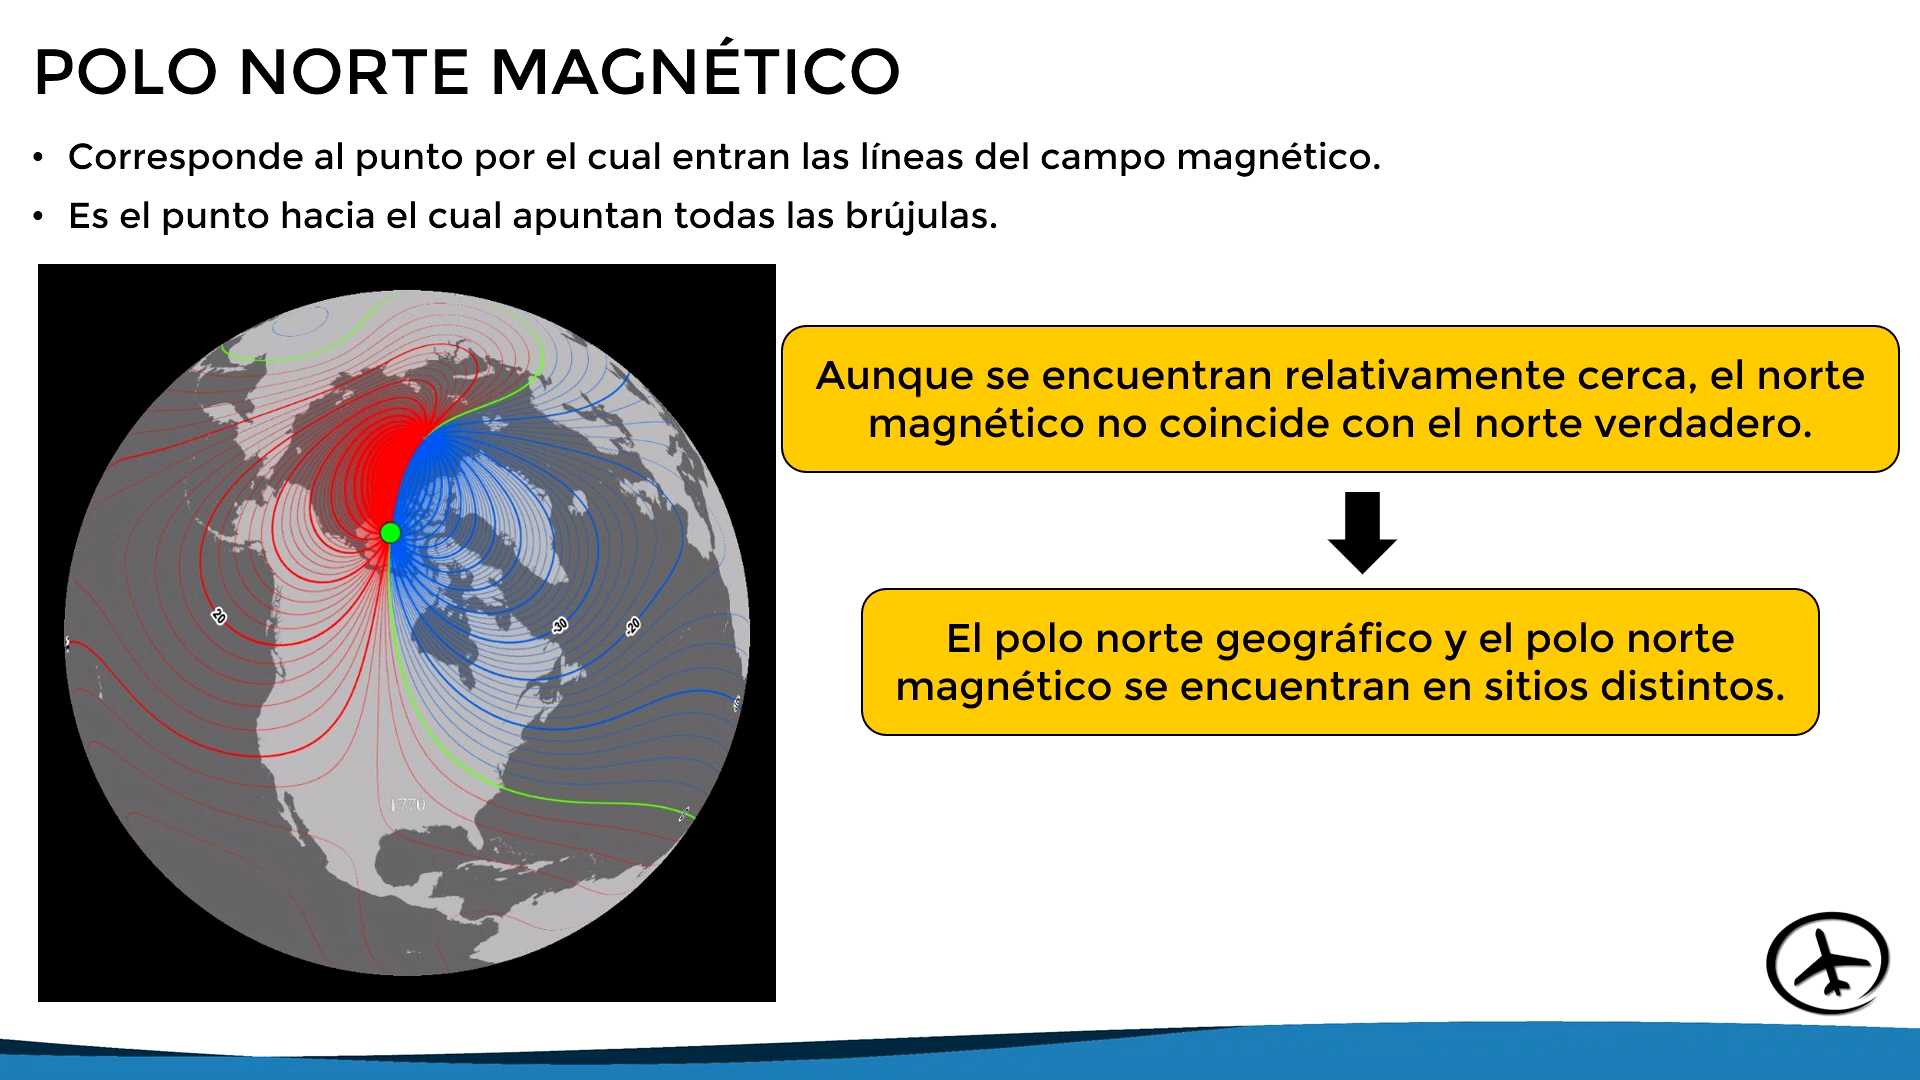 POLO NORTE MAGNÉTICO
• Corresponde al punto por el cual entran las líneas del campo magnético.
• Es el punto hacia el cual apuntan todas las brújulas.
Aunque se encuentran relativamente cerca, el norte
magnético no coincide con el norte verdadero.
El polo norte geográfico y el polo norte
magnético se encuentran en sitios distintos.
20
-30
-20
1770